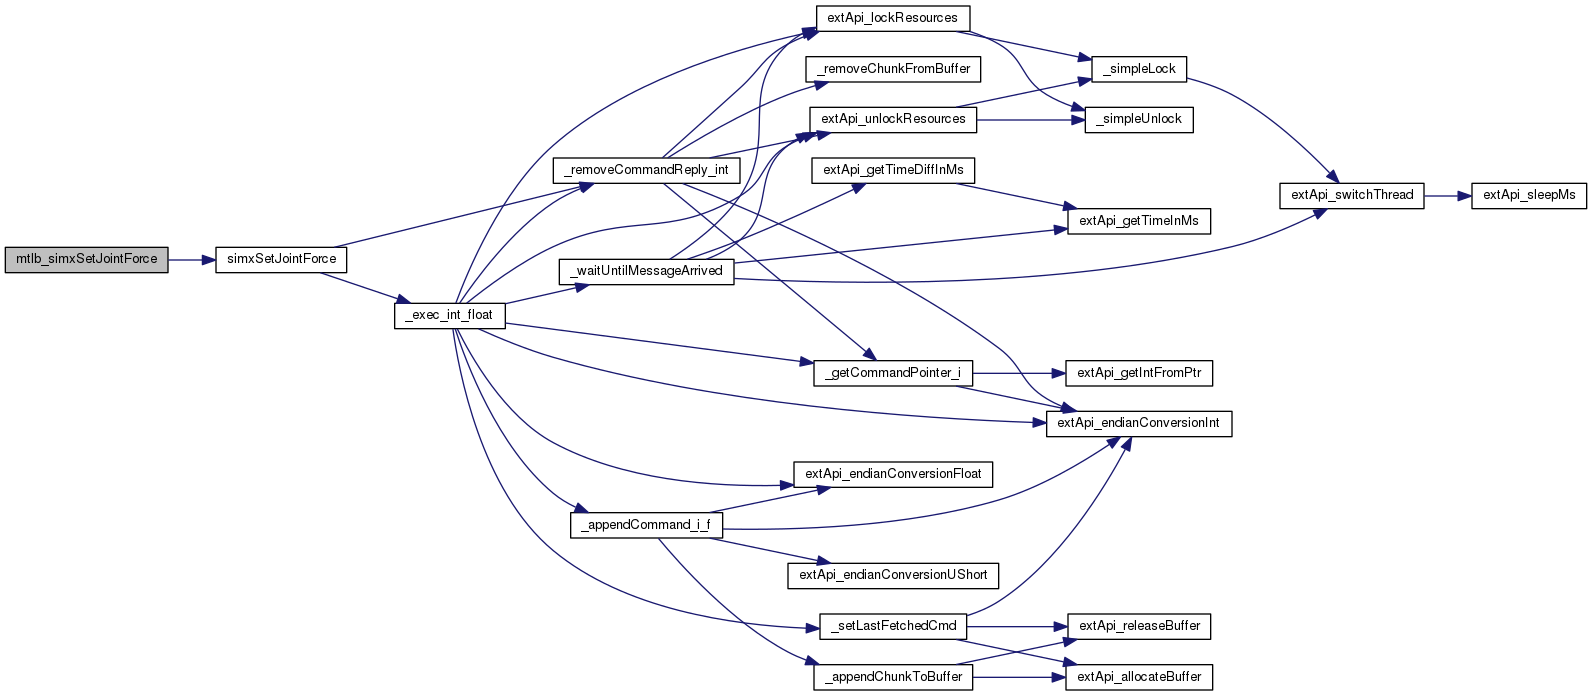 mtlb_simxSetJointForce
simxSetJointForce
_exec_int_float
_removeCommandReply_int
_waitUntilMessageArrived
_appendCommand_i_f
extApi_lockResources
_removeChunkFromBuffer
extApi_unlockResources
extApi_getTimeDiffInMs
_getCommandPointer_i
extApi_endianConversionFloat
extApi_endianConversionUShort
_setLastFetchedCmd
_appendChunkToBuffer
_simpleLock
_simpleUnlock
extApi_getTimeInMs
extApi_getIntFromPtr
extApi_endianConversionInt
extApi_releaseBuffer
extApi_allocateBuffer
extApi_switchThread
extApi_sleepMs